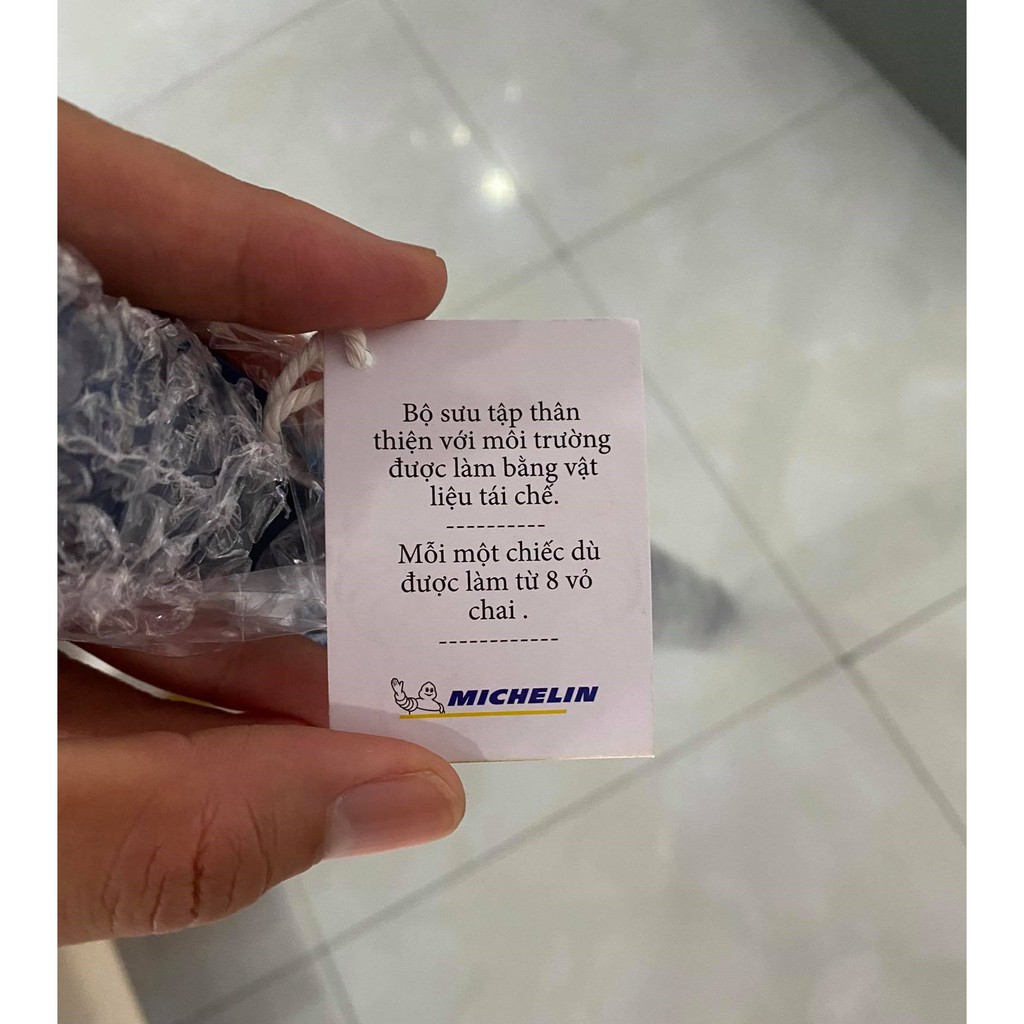 Bộ sưu tập thân
thiện với môi trường
được làm bằng vật
liệu tái chế.
----------
Mỗi một chiếc dù
được làm từ 8 vỏ
chai .
------------
MICHELIN